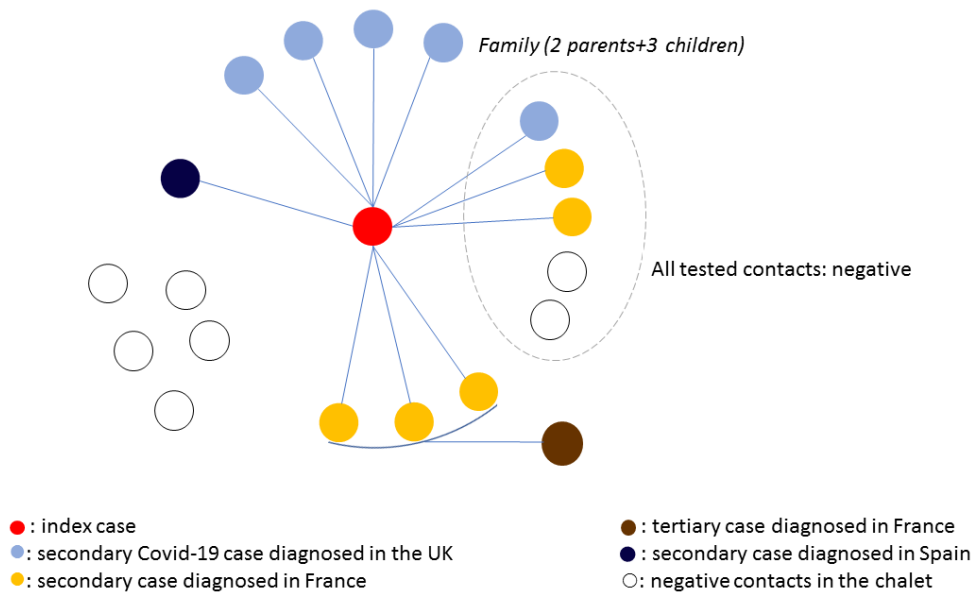 Family (2 parents+3 children)
All tested contacts: negative
: index case
: secondary Covid-19 case diagnosed in the UK
: secondary case diagnosed in France
: tertiary case diagnosed in France
: secondary case diagnosed in Spain
: negative contacts in the chalet